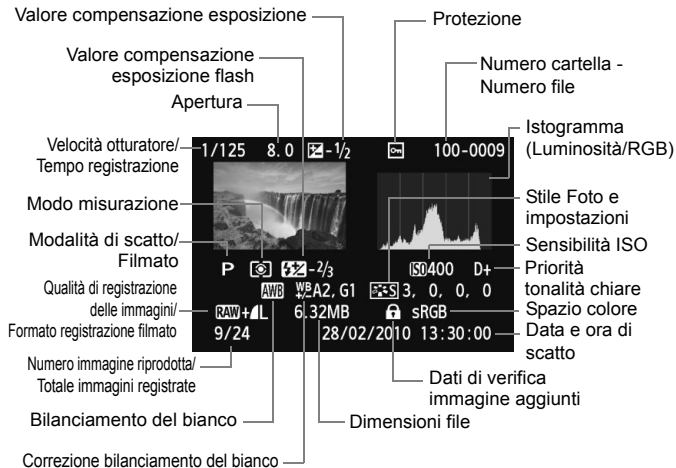 Valore compensazione esposizione
Protezione
Valore compensazione
esposizione flash
Numero cartella -
Numero file
Apertura
Istogramma
(Luminosità/RGB)
Velocità otturatore/
Tempo registrazione
1/125 8.0 -1/2 100-0009
Modo misurazione
Stile Foto e
impostazioni
Modalità di scatto/
Filmato
Sensibilità ISO
P -2/3 ISO400 D+
Priorità
tonalità chiare
Qualità di registrazione
delle immagini/
Formato registrazione filmato
AWB WB+/-A2, G1 S 3, 0, 0, 0
RAW+L 6.32MB sRGB
Spazio colore
9/24 28/02/2010 13:30:00
Data e ora di
scatto
Numero immagine riprodotta/
Totale immagini registrate
Dati di verifica
immagine aggiunti
Bilanciamento del bianco
Dimensioni file
Correzione bilanciamento del bianco